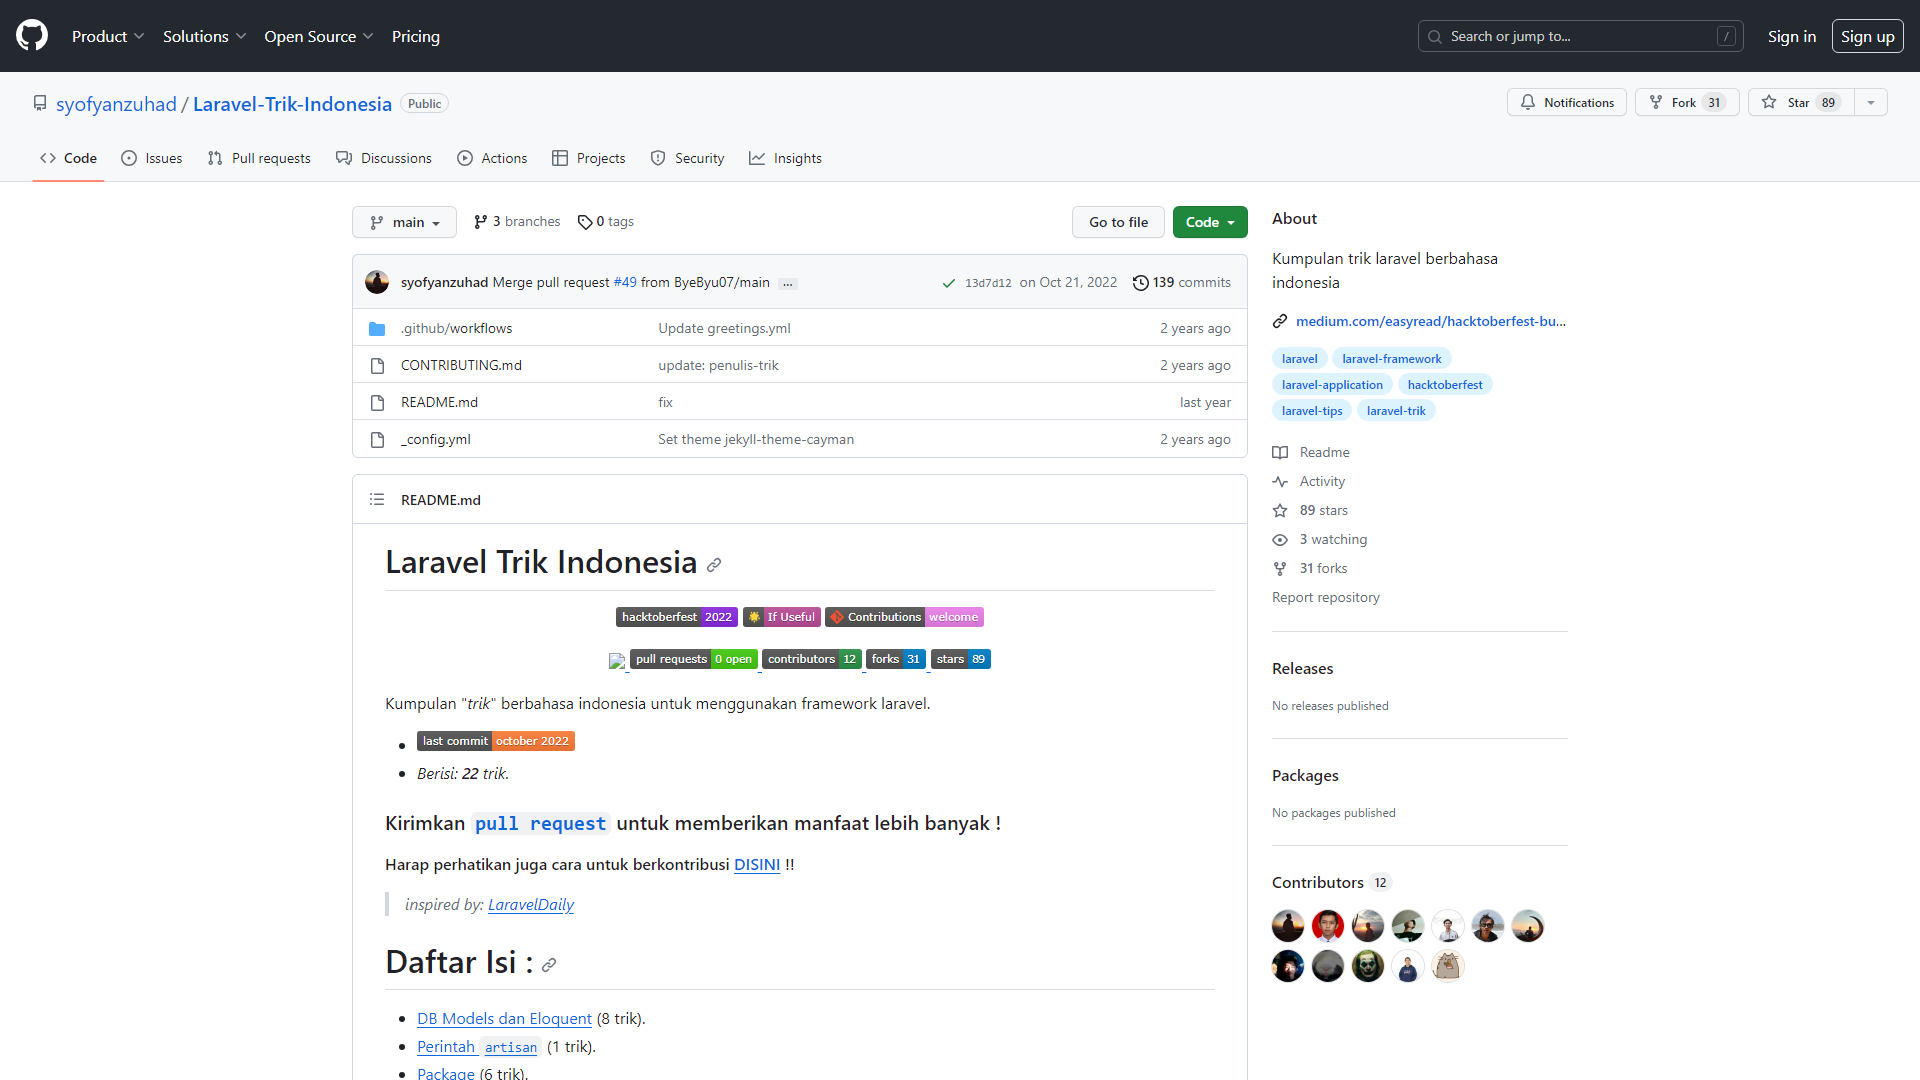 Product
Solutions
Open Source
Pricing
Search or jump to...
/
Sign in
Sign up
syofyanzuhad / Laravel-Trik-Indonesia
Public
Notifications
Fork 31
Star 89
Code
Issues
Pull requests
Discussions
Actions
Projects
Security
Insights
main
3 branches
0 tags
Go to file
Code
syofyanzuhad Merge pull request #49 from ByeByu07/main ...
13d7d12 on Oct 21, 2022
139 commits
.github/workflows
Update greetings.yml
2 years ago
CONTRIBUTING.md
update: penulis-trik
2 years ago
README.md
fix
last year
_config.yml
Set theme jekyll-theme-cayman
2 years ago
README.md
Laravel Trik Indonesia
hacktoberfest 2022
If Useful
Contributions welcome
pull requests 0 open
contributors 12
forks 31
stars 89
Kumpulan "trik" berbahasa indonesia untuk menggunakan framework laravel.
last commit october 2022
Berisi: 22 trik.
Kirimkan pull request untuk memberikan manfaat lebih banyak !
Harap perhatikan juga cara untuk berkontribusi DISINI !!
inspired by: LaravelDaily
Daftar Isi :
DB Models dan Eloquent (8 trik).
Perintah artisan (1 trik).
Package (6 trik).
About
Kumpulan trik laravel berbahasa
indonesia
medium.com/easyread/hacktoberfest-bu...
laravel
laravel-framework
laravel-application
hacktoberfest
laravel-tips
laravel-trik
Readme
Activity
89 stars
3 watching
31 forks
Report repository
Releases
No releases published
Packages
No packages published
Contributors 12